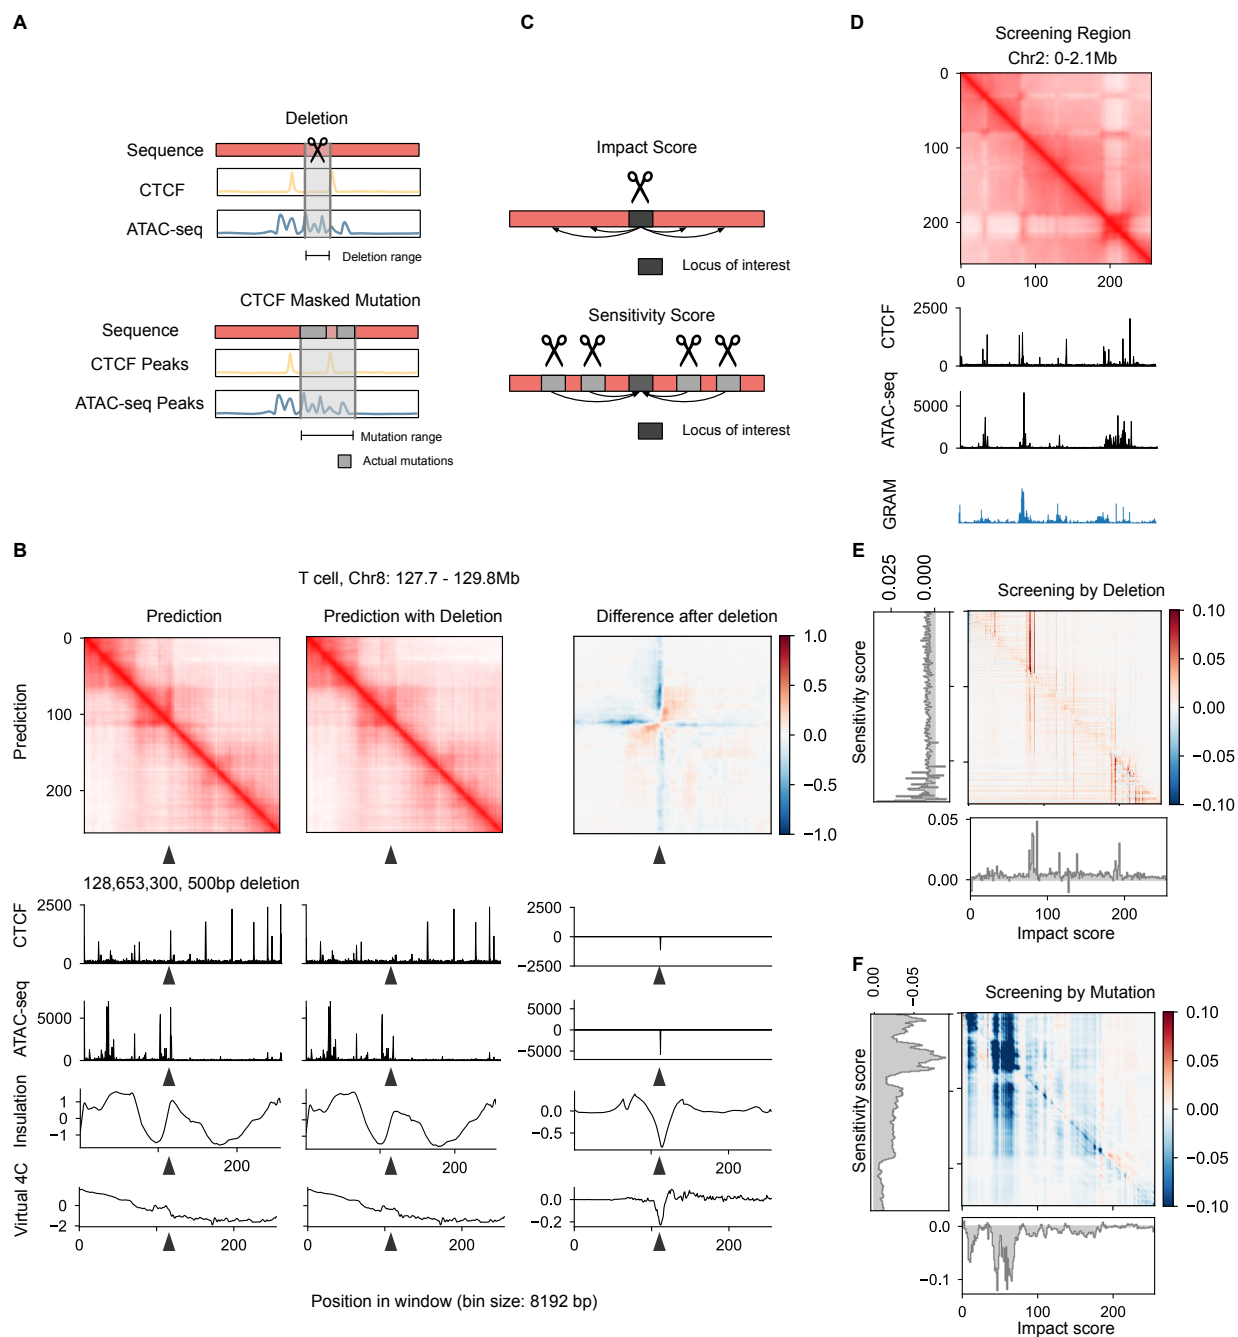 A
Deletion
Sequence
CTCF
ATAC-seq
Deletion range
CTCF Masked Mutation
Sequence
CTCF Peaks
ATAC-seq Peaks
Mutation range
Actual mutations
C
Impact Score
Locus of interest
Sensitivity Score
Locus of interest
D
Screening Region
Chr2: 0-2.1Mb
0
100
200
0
100
200
2500
0
CTCF
5000
0
ATAC-seq
GRAM
B
T cell, Chr8: 127.7 - 129.8Mb
Prediction
Prediction with Deletion
Difference after deletion
Prediction
0
100
200
1.0
0.5
0.0
−0.5
−1.0
128,653,300, 500bp deletion
CTCF
2500
0
2500
0
−2500
ATAC-seq
5000
0
5000
0
−5000
Insulation
1
0
−1
0.0
−0.5
200
200
200
Virtual 4C
0
−2
0.0
−0.2
0
200
0
200
0
200
Position in window (bin size: 8192 bp)
E
0.025
0.000
Screening by Deletion
Sensitivity score
0.10
0.05
0.00
−0.05
−0.10
0.05
0.00
0
100
200
Impact score
F
0.00
−0.05
Screening by Mutation
Sensitivity score
0.10
0.05
0.00
−0.05
−0.10
0.0
−0.1
0
100
200
Impact score